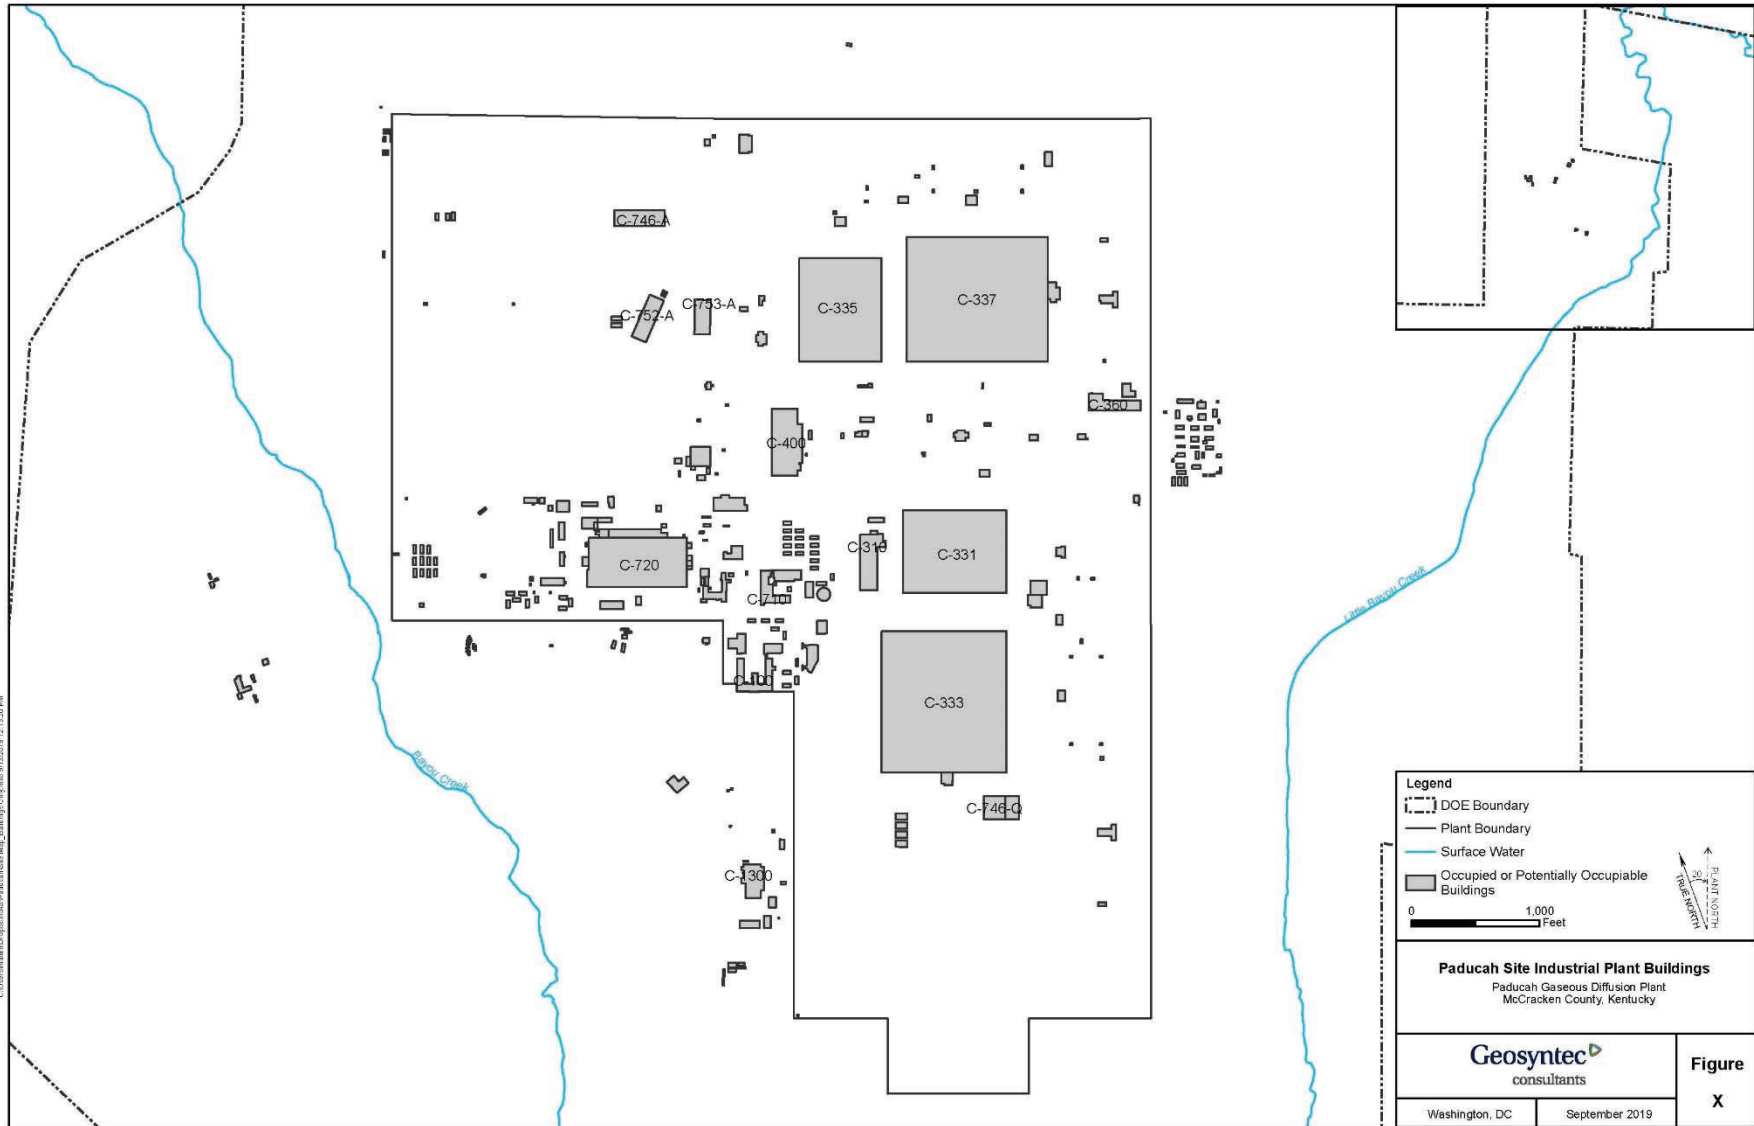 C-746-A
C-753-A
C-752-A
C-335
C-337
C-360
C-400
C-310
C-331
C-720
C-710
C-100
C-333
C-746-Q
C-1300
Little Bayou Creek
Bayou Creek
Legend
DOE Boundary
Plant Boundary
Surface Water
Occupied or Potentially Occupiable
Buildings
0 1,000
Feet
20
TRUE NORTH
PLANT NORTH
Paducah Site Industrial Plant Buildings
Paducah Gaseous Diffusion Plant
McCracken County, Kentucky
Geosyntec
consultants
Figure
X
Washington, DC
September 2019